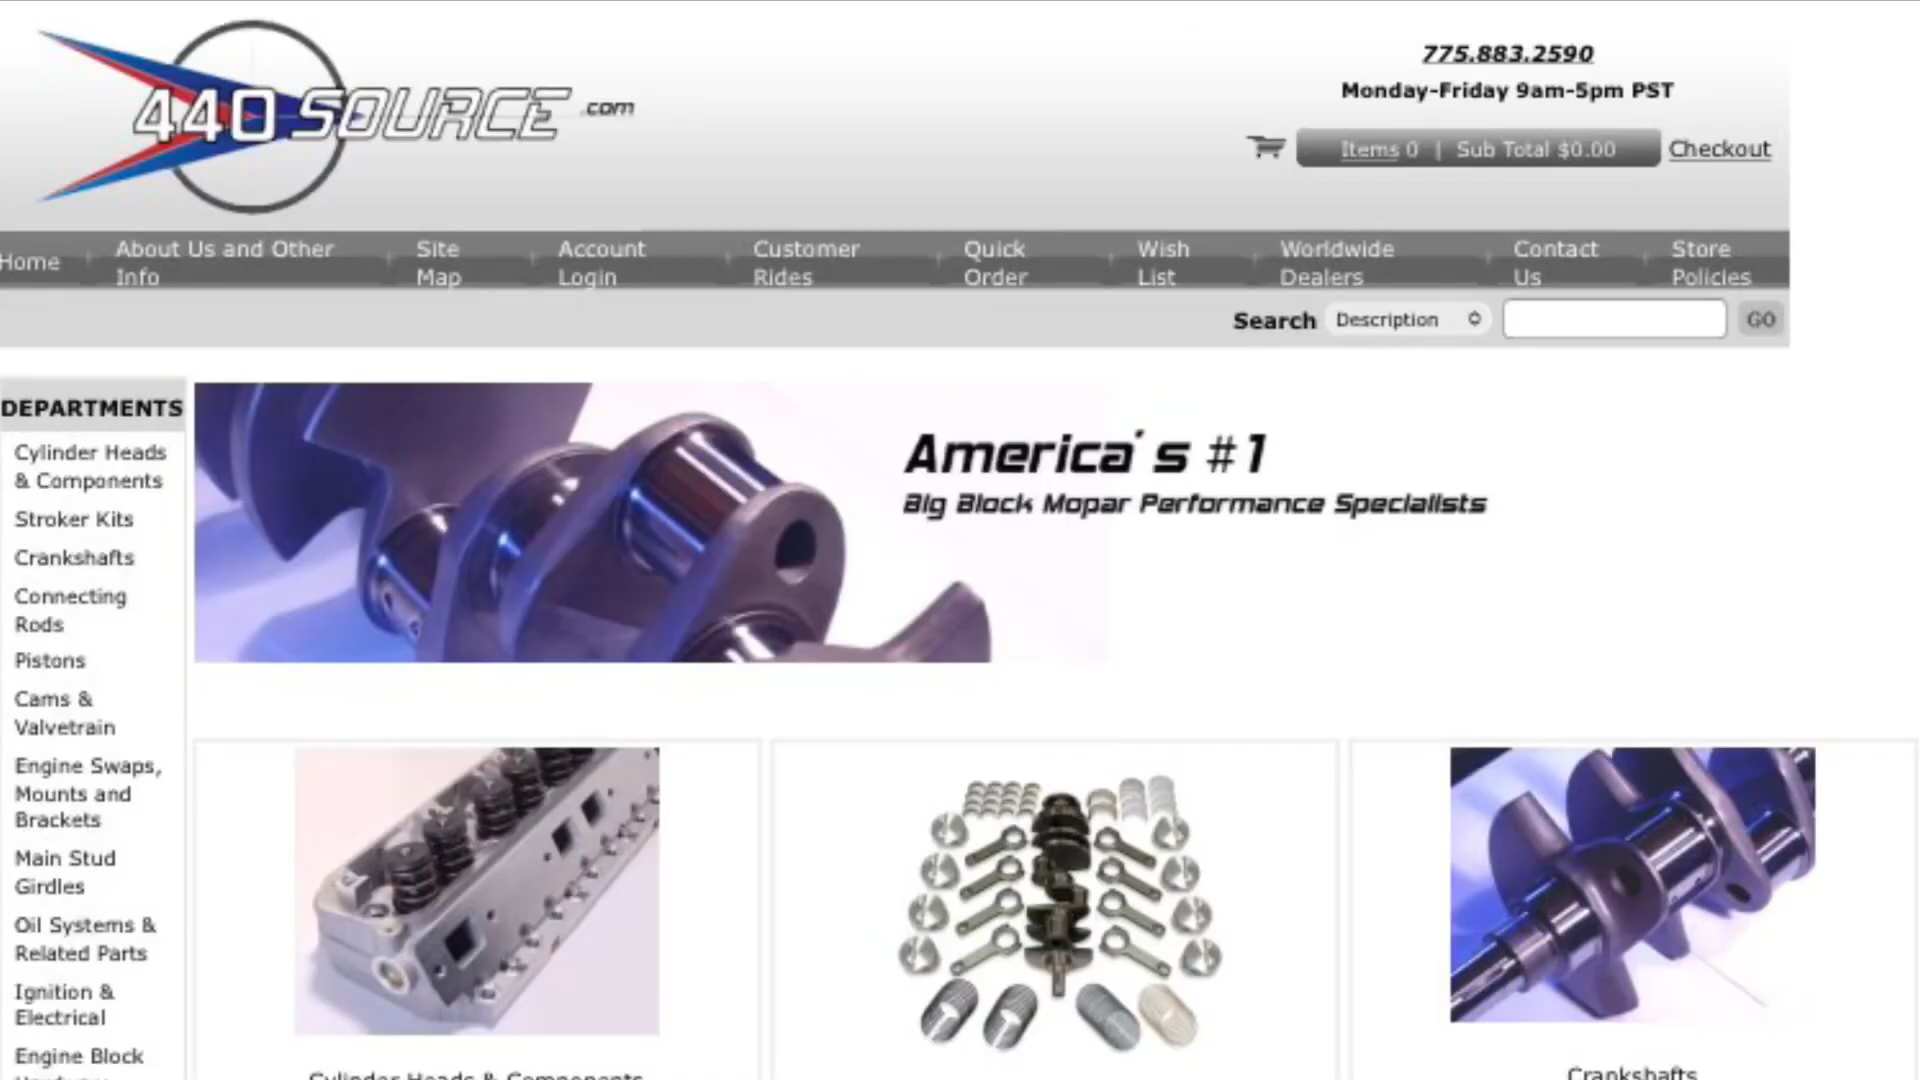 440 SOURCE .com
775.883.2590
Monday-Friday 9am-5pm PST
Items 0 | Sub Total $0.00
Checkout
Home
About Us and Other
Info
Site
Map
Account
Login
Customer
Rides
Quick
Order
Wish
List
Worldwide
Dealers
Contact
Us
Store
Policies
Search
Description
GO
DEPARTMENTS
Cylinder Heads
& Components
Stroker Kits
Crankshafts
Connecting
Rods
Pistons
Cams &
Valvetrain
Engine Swaps,
Mounts and
Brackets
Main Stud
Girdles
Oil Systems &
Related Parts
Ignition &
Electrical
Engine Block
America's #1
Big Block Mopar Performance Specialists
Cylinder Heads & Components
Crankshafts